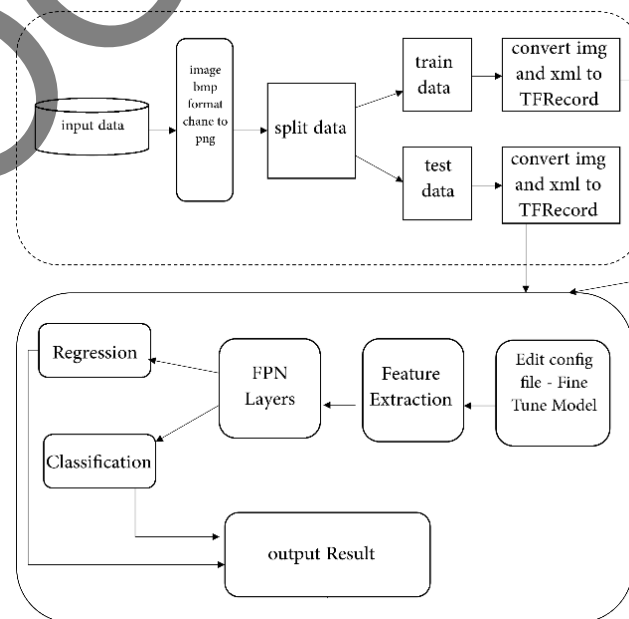 input data
image
bmp
format
chane to
png
split data
train
data
convert img
and xml to
TFRecord
test
data
convert img
and xml to
TFRecord
Edit config
file - Fine
Tune Model
Feature
Extraction
FPN
Layers
Regression
Classification
output Result